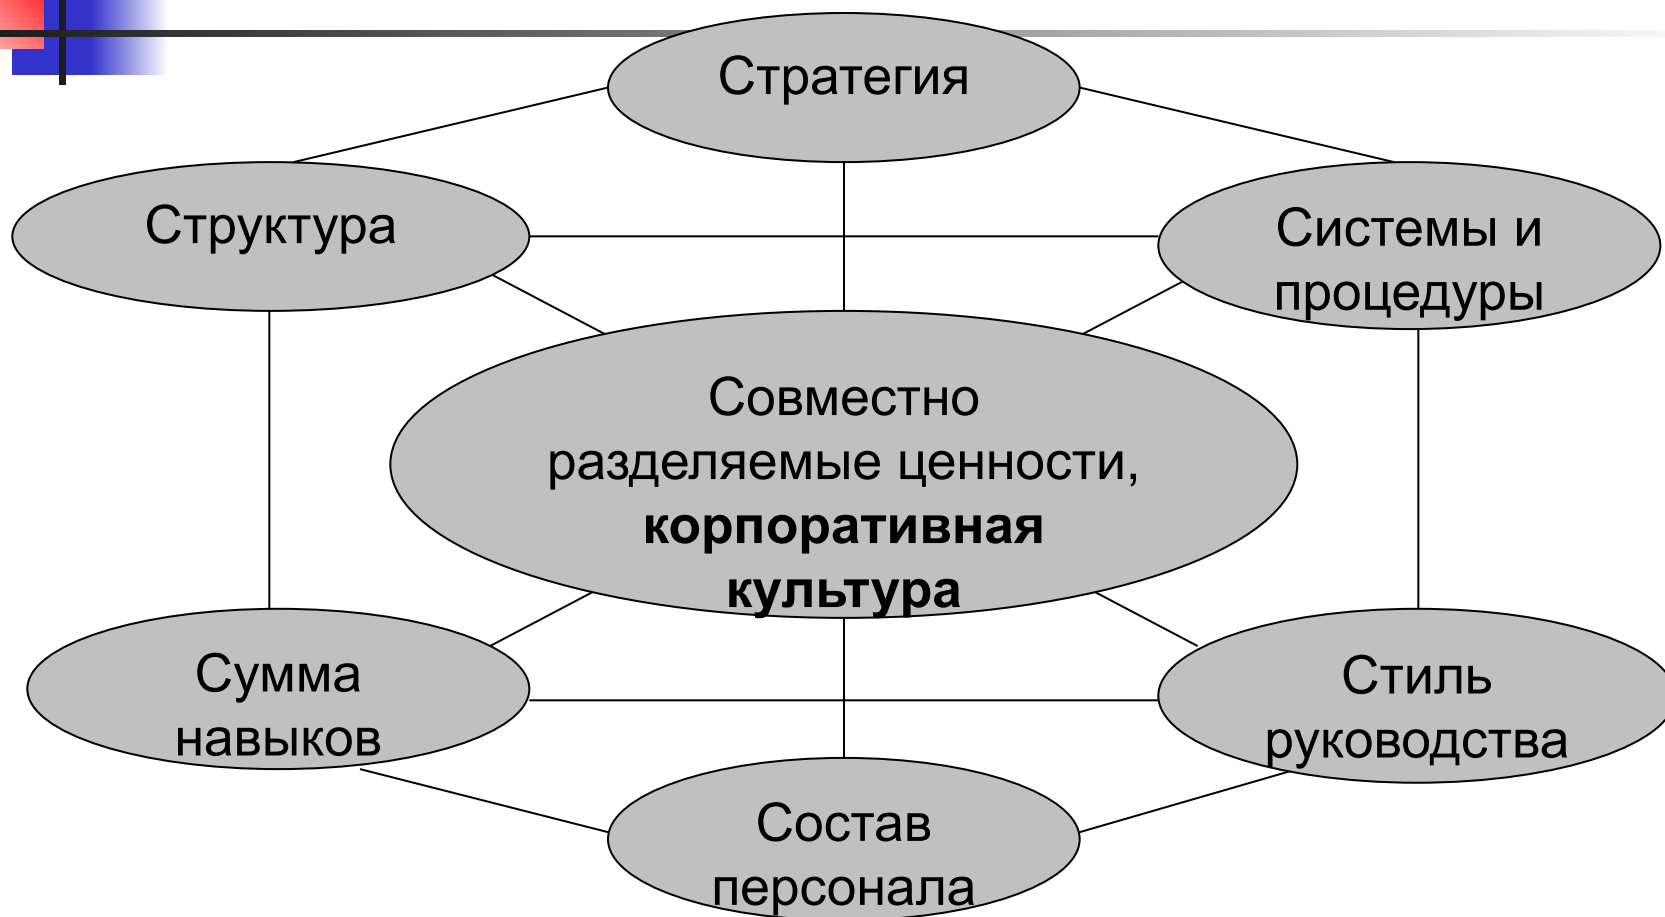 Стратегия
Структура
Системы и
процедуры
Совместно
разделяемые ценности,
корпоративная
культура
Сумма
навыков
Стиль
руководства
Состав
персонала